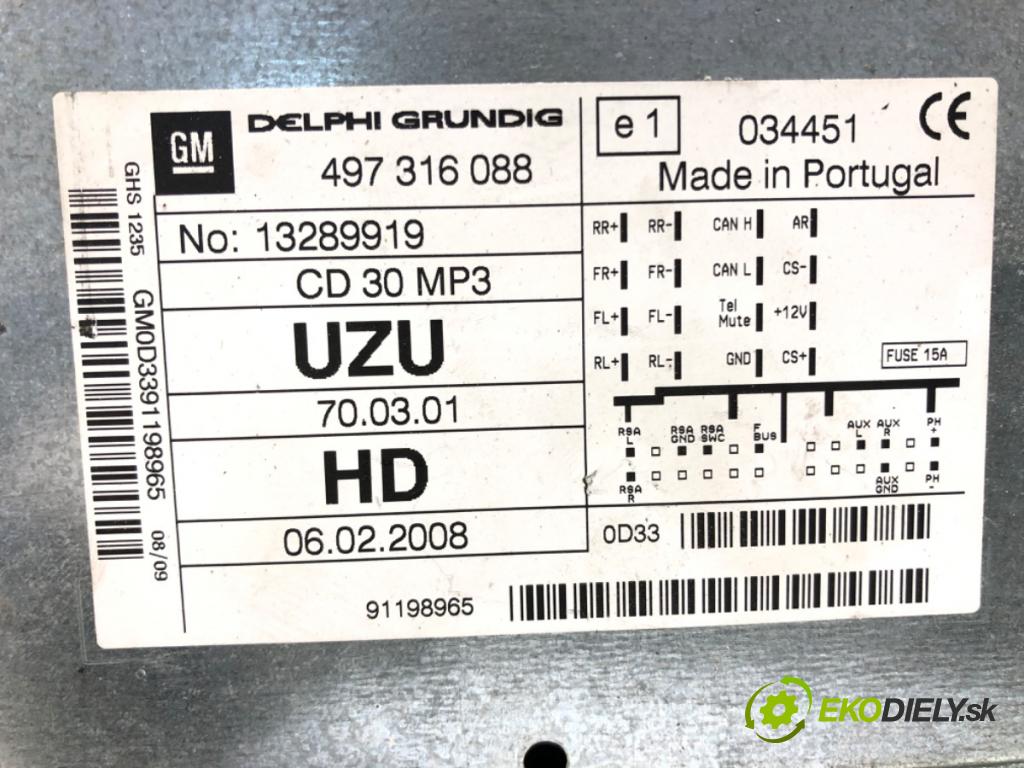 GM
DELPHI GRUNDIG
497 316 088
e 1
034451
CE
Made in Portugal
No: 13289919
CD 30 MP3
UZU
70.03.01
HD
06.02.2008
91198965
GHS 1235
GM0D3391198965
08/09
RR+ RR- CAN H AR
FR+ FR- CAN L CS-
FL+ FL- Tel Mute +12V
RL+ RL- GND CS+
FUSE 15A
RSA L RSA GND RSA SWC F BUS AUX L AUX R PH +
RSA R AUX GND PH -
0D33
EKODIELY.sk